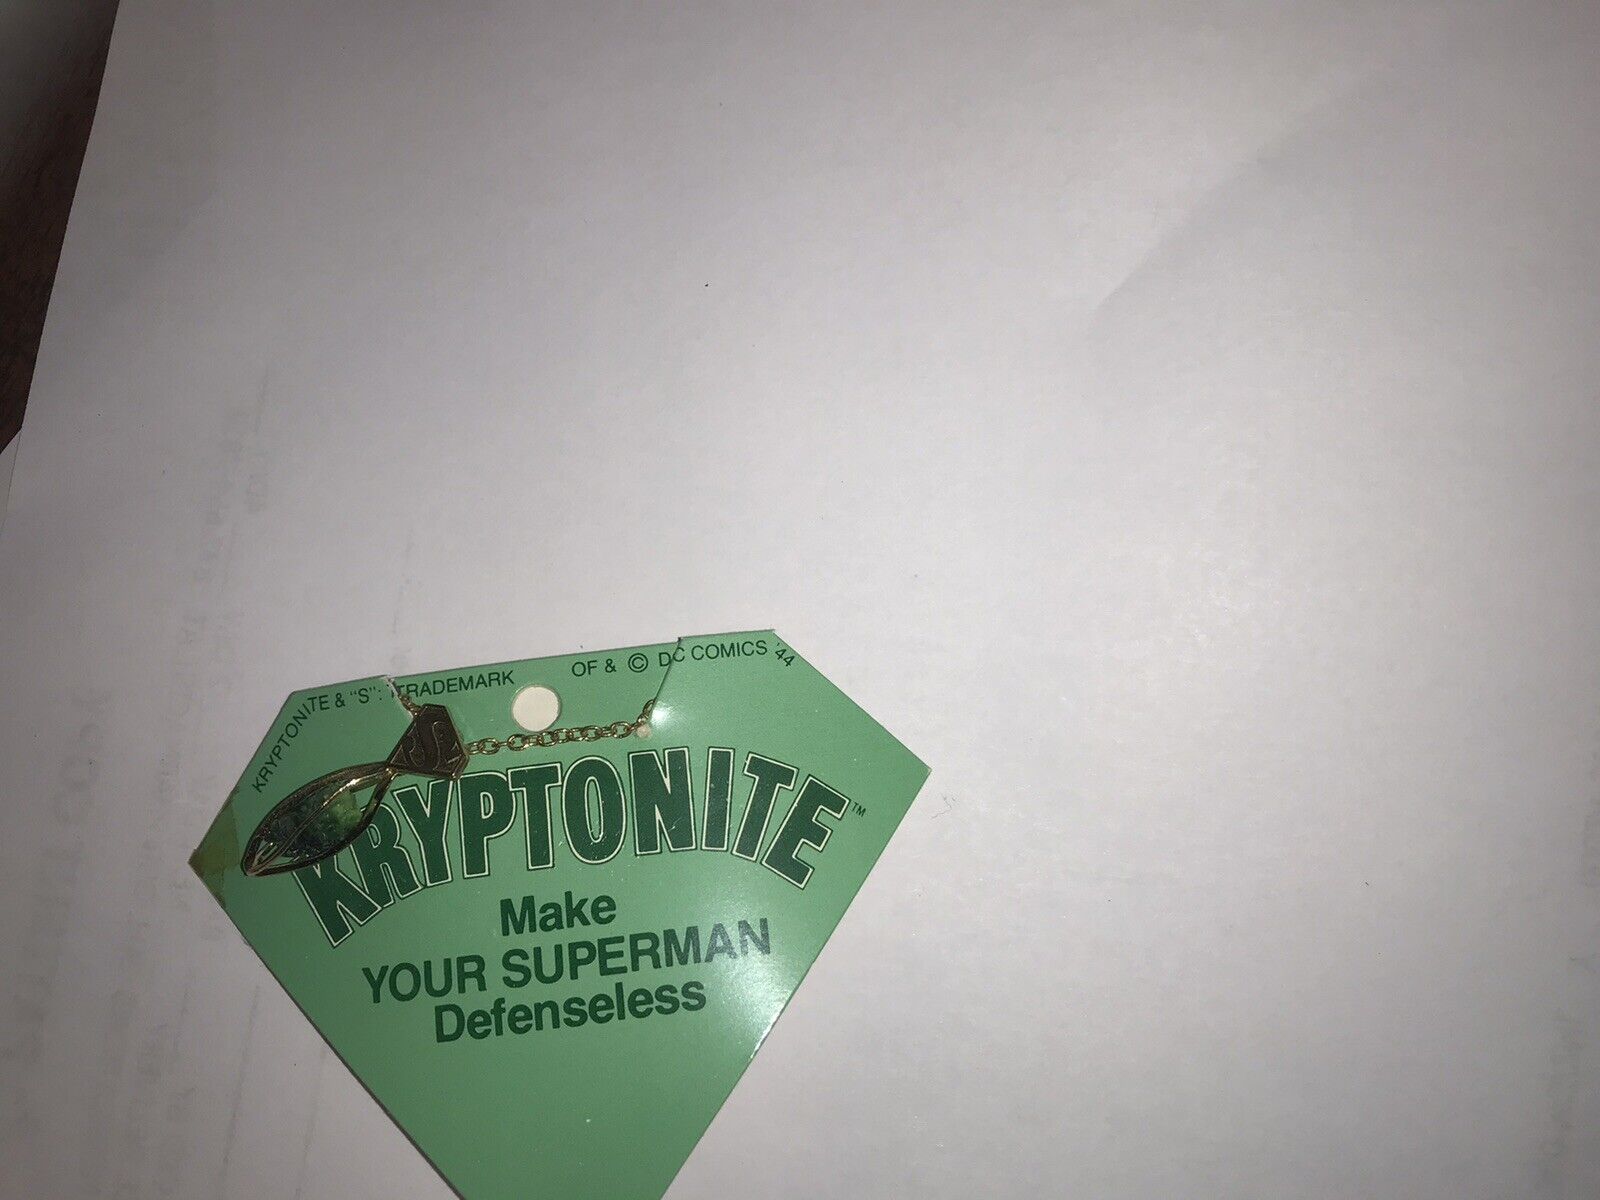 KRYPTONITE & "S": TRADEMARK OF & © DC COMICS '44
KRYPTONITE™
Make
YOUR SUPERMAN
Defenseless